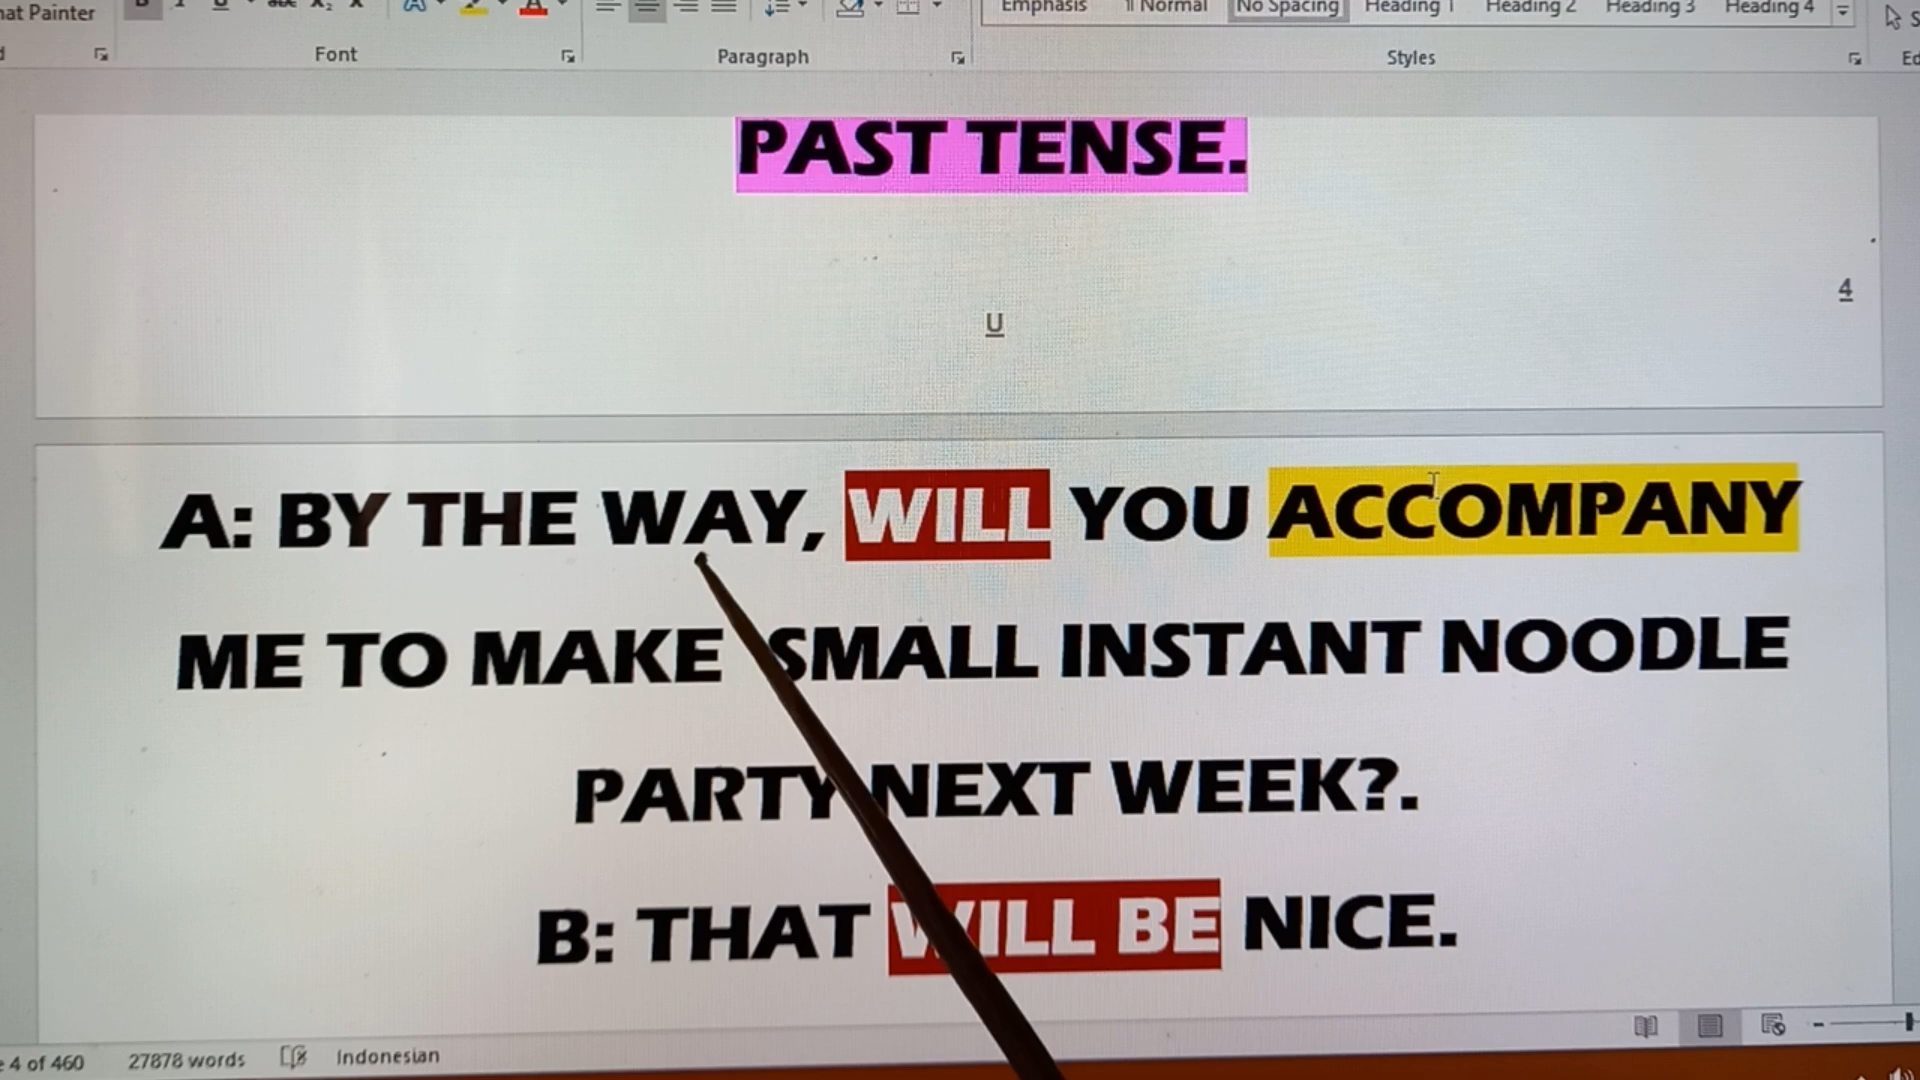 at Painter
Emphasis ¶ Normal No Spacing Heading 1 Heading 2 Heading 3 Heading 4
Font Paragraph Styles
PAST TENSE.
4
U
A: BY THE WAY, WILL YOU ACCOMPANY
ME TO MAKE SMALL INSTANT NOODLE
PARTY NEXT WEEK?.
B: THAT WILL BE NICE.
4 of 460 27878 words Indonesian